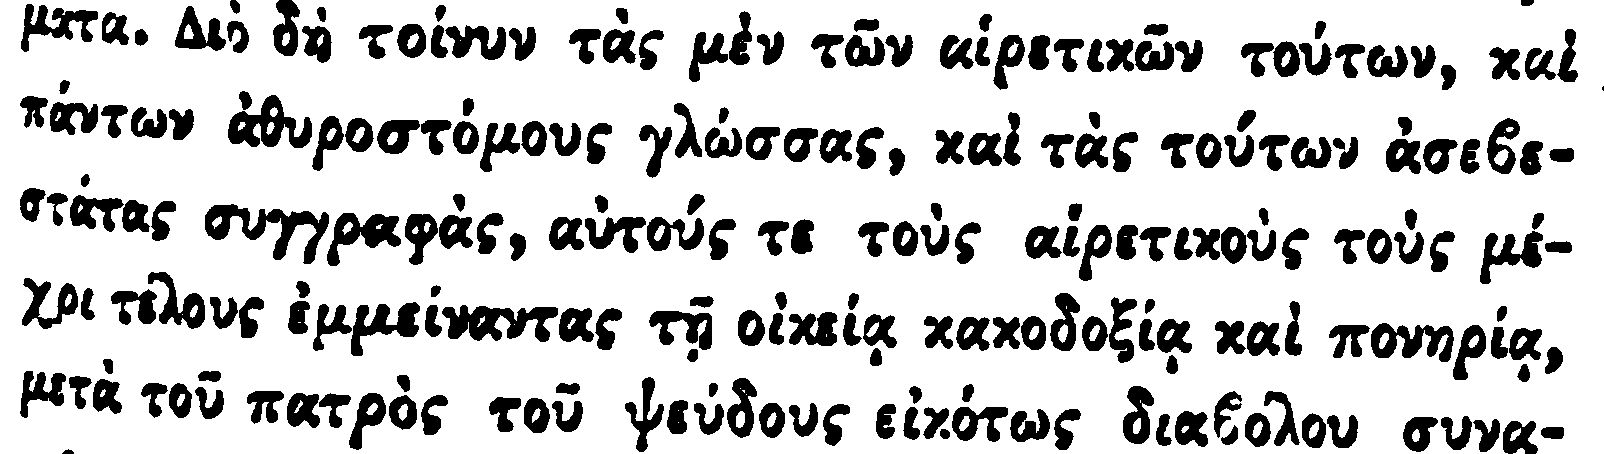 ματα. Διὸ δὴ τοίνυν τὰς μὲν τῶν αἱρετικῶν τούτων, καὶ
πάντων ἀθυροστόμους γλώσσας, καὶ τὰς τούτων ἀσεβε-
στάτας συγγραφὰς, αὐτούς τε τοὺς αἱρετικοὺς τοὺς μέ-
χρι τέλους ἐμμείναντας τῇ οἰκείᾳ κακοδοξίᾳ καὶ πονηρίᾳ,
μετὰ τοῦ πατρὸς τοῦ ψεύδους εἰκότως διαβόλου συνα-